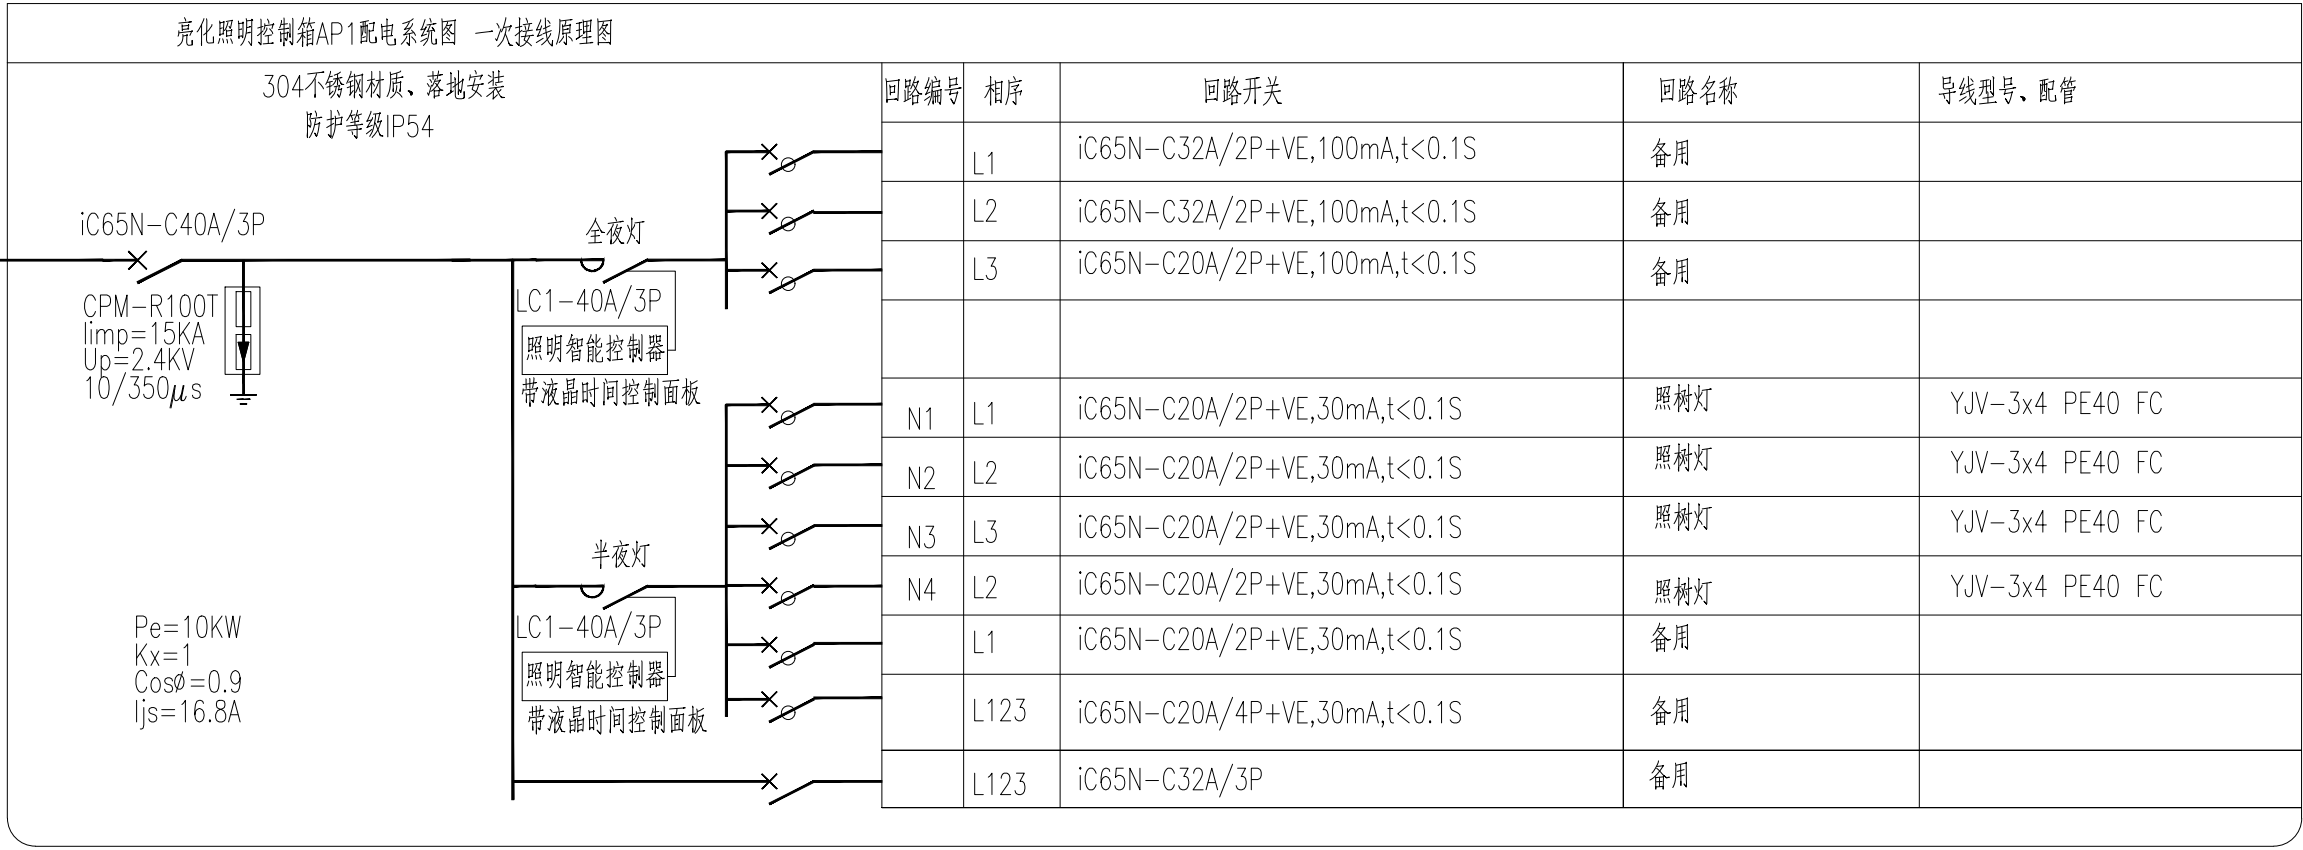 亮化照明控制箱AP1配电系统图 一次接线原理图
304不锈钢材质、落地安装
防护等级IP54
回路编号 相序 回路开关 回路名称 导线型号、配管
L1 iC65N-C32A/2P+VE,100mA,t<0.1S 备用
L2 iC65N-C32A/2P+VE,100mA,t<0.1S 备用
L3 iC65N-C20A/2P+VE,100mA,t<0.1S 备用
iC65N-C40A/3P
CPM-R100T
Iimp=15KA
Up=2.4KV
10/350μs
全夜灯
LC1-40A/3P
照明智能控制器
带液晶时间控制面板
N1 L1 iC65N-C20A/2P+VE,30mA,t<0.1S 照树灯 YJV-3x4 PE40 FC
N2 L2 iC65N-C20A/2P+VE,30mA,t<0.1S 照树灯 YJV-3x4 PE40 FC
N3 L3 iC65N-C20A/2P+VE,30mA,t<0.1S 照树灯 YJV-3x4 PE40 FC
N4 L2 iC65N-C20A/2P+VE,30mA,t<0.1S 照树灯 YJV-3x4 PE40 FC
L1 iC65N-C20A/2P+VE,30mA,t<0.1S 备用
L123 iC65N-C20A/4P+VE,30mA,t<0.1S 备用
L123 iC65N-C32A/3P 备用
半夜灯
LC1-40A/3P
照明智能控制器
带液晶时间控制面板
Pe=10KW
Kx=1
Cosø=0.9
Ijs=16.8A